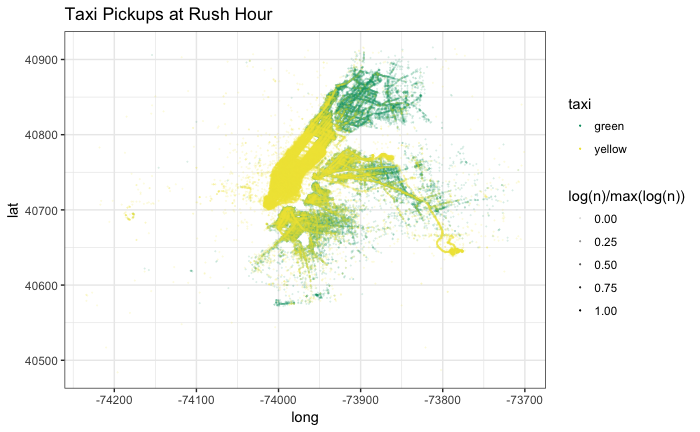 Taxi Pickups at Rush Hour
40900
40800
40700
40600
40500
lat
-74200
-74100
-74000
-73900
-73800
-73700
long
taxi
green
yellow
log(n)/max(log(n))
0.00
0.25
0.50
0.75
1.00